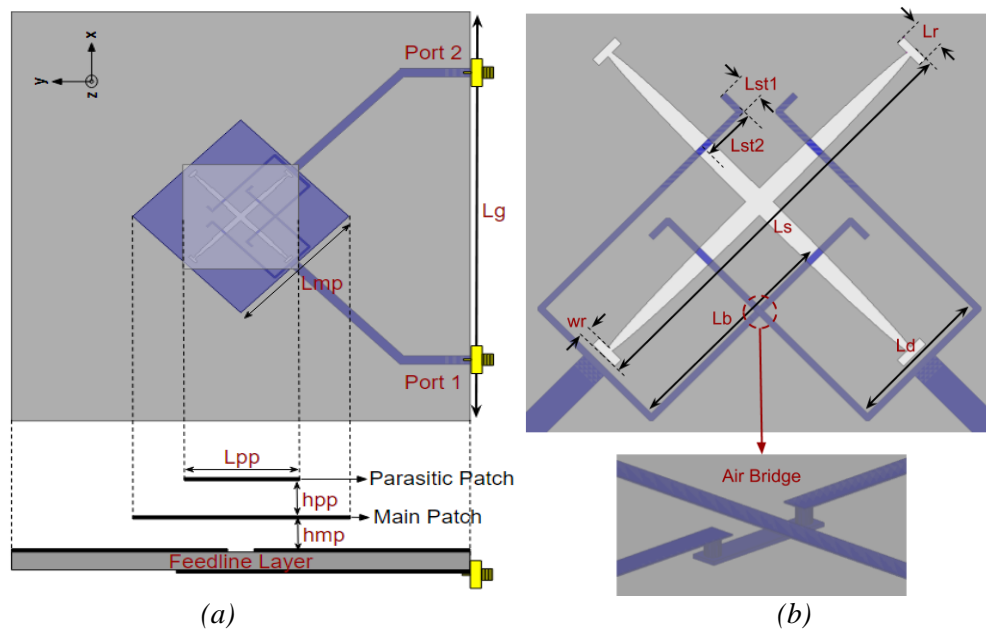 x
y
z
Port 2
Lg
Lmp
Port 1
Lpp
Parasitic Patch
hpp
Main Patch
hmp
Feedline Layer
(a)
Lr
Lst1
Lst2
Ls
Lb
wr
Ld
Air Bridge
(b)